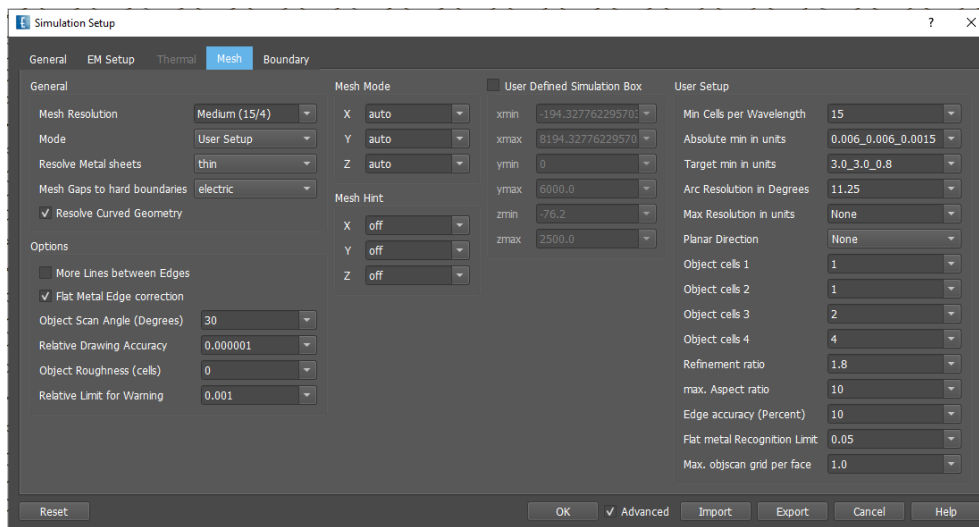 Simulation Setup
General EM Setup Thermal Mesh Boundary
General
Mesh Resolution Medium (15/4)
Mode User Setup
Resolve Metal sheets thin
Mesh Gaps to hard boundaries electric
Resolve Curved Geometry
Options
More Lines between Edges
Flat Metal Edge correction
Object Scan Angle (Degrees) 30
Relative Drawing Accuracy 0.000001
Object Roughness (cells) 0
Relative Limit for Warning 0.001
Mesh Mode
X auto
Y auto
Z auto
Mesh Hint
X off
Y off
Z off
User Defined Simulation Box
xmin -194.32776229570
xmax 8194.3277622957
ymin 0
ymax 6000.0
zmin -76.2
zmax 2500.0
User Setup
Min Cells per Wavelength 15
Absolute min in units 0.006_0.006_0.0015
Target min in units 3.0_3.0_0.8
Arc Resolution in Degrees 11.25
Max Resolution in units None
Planar Direction None
Object cells 1 1
Object cells 2 1
Object cells 3 2
Object cells 4 4
Refinement ratio 1.8
max. Aspect ratio 10
Edge accuracy (Percent) 10
Flat metal Recognition Limit 0.05
Max. objscan grid per face 1.0
Reset OK Advanced Import Export Cancel Help